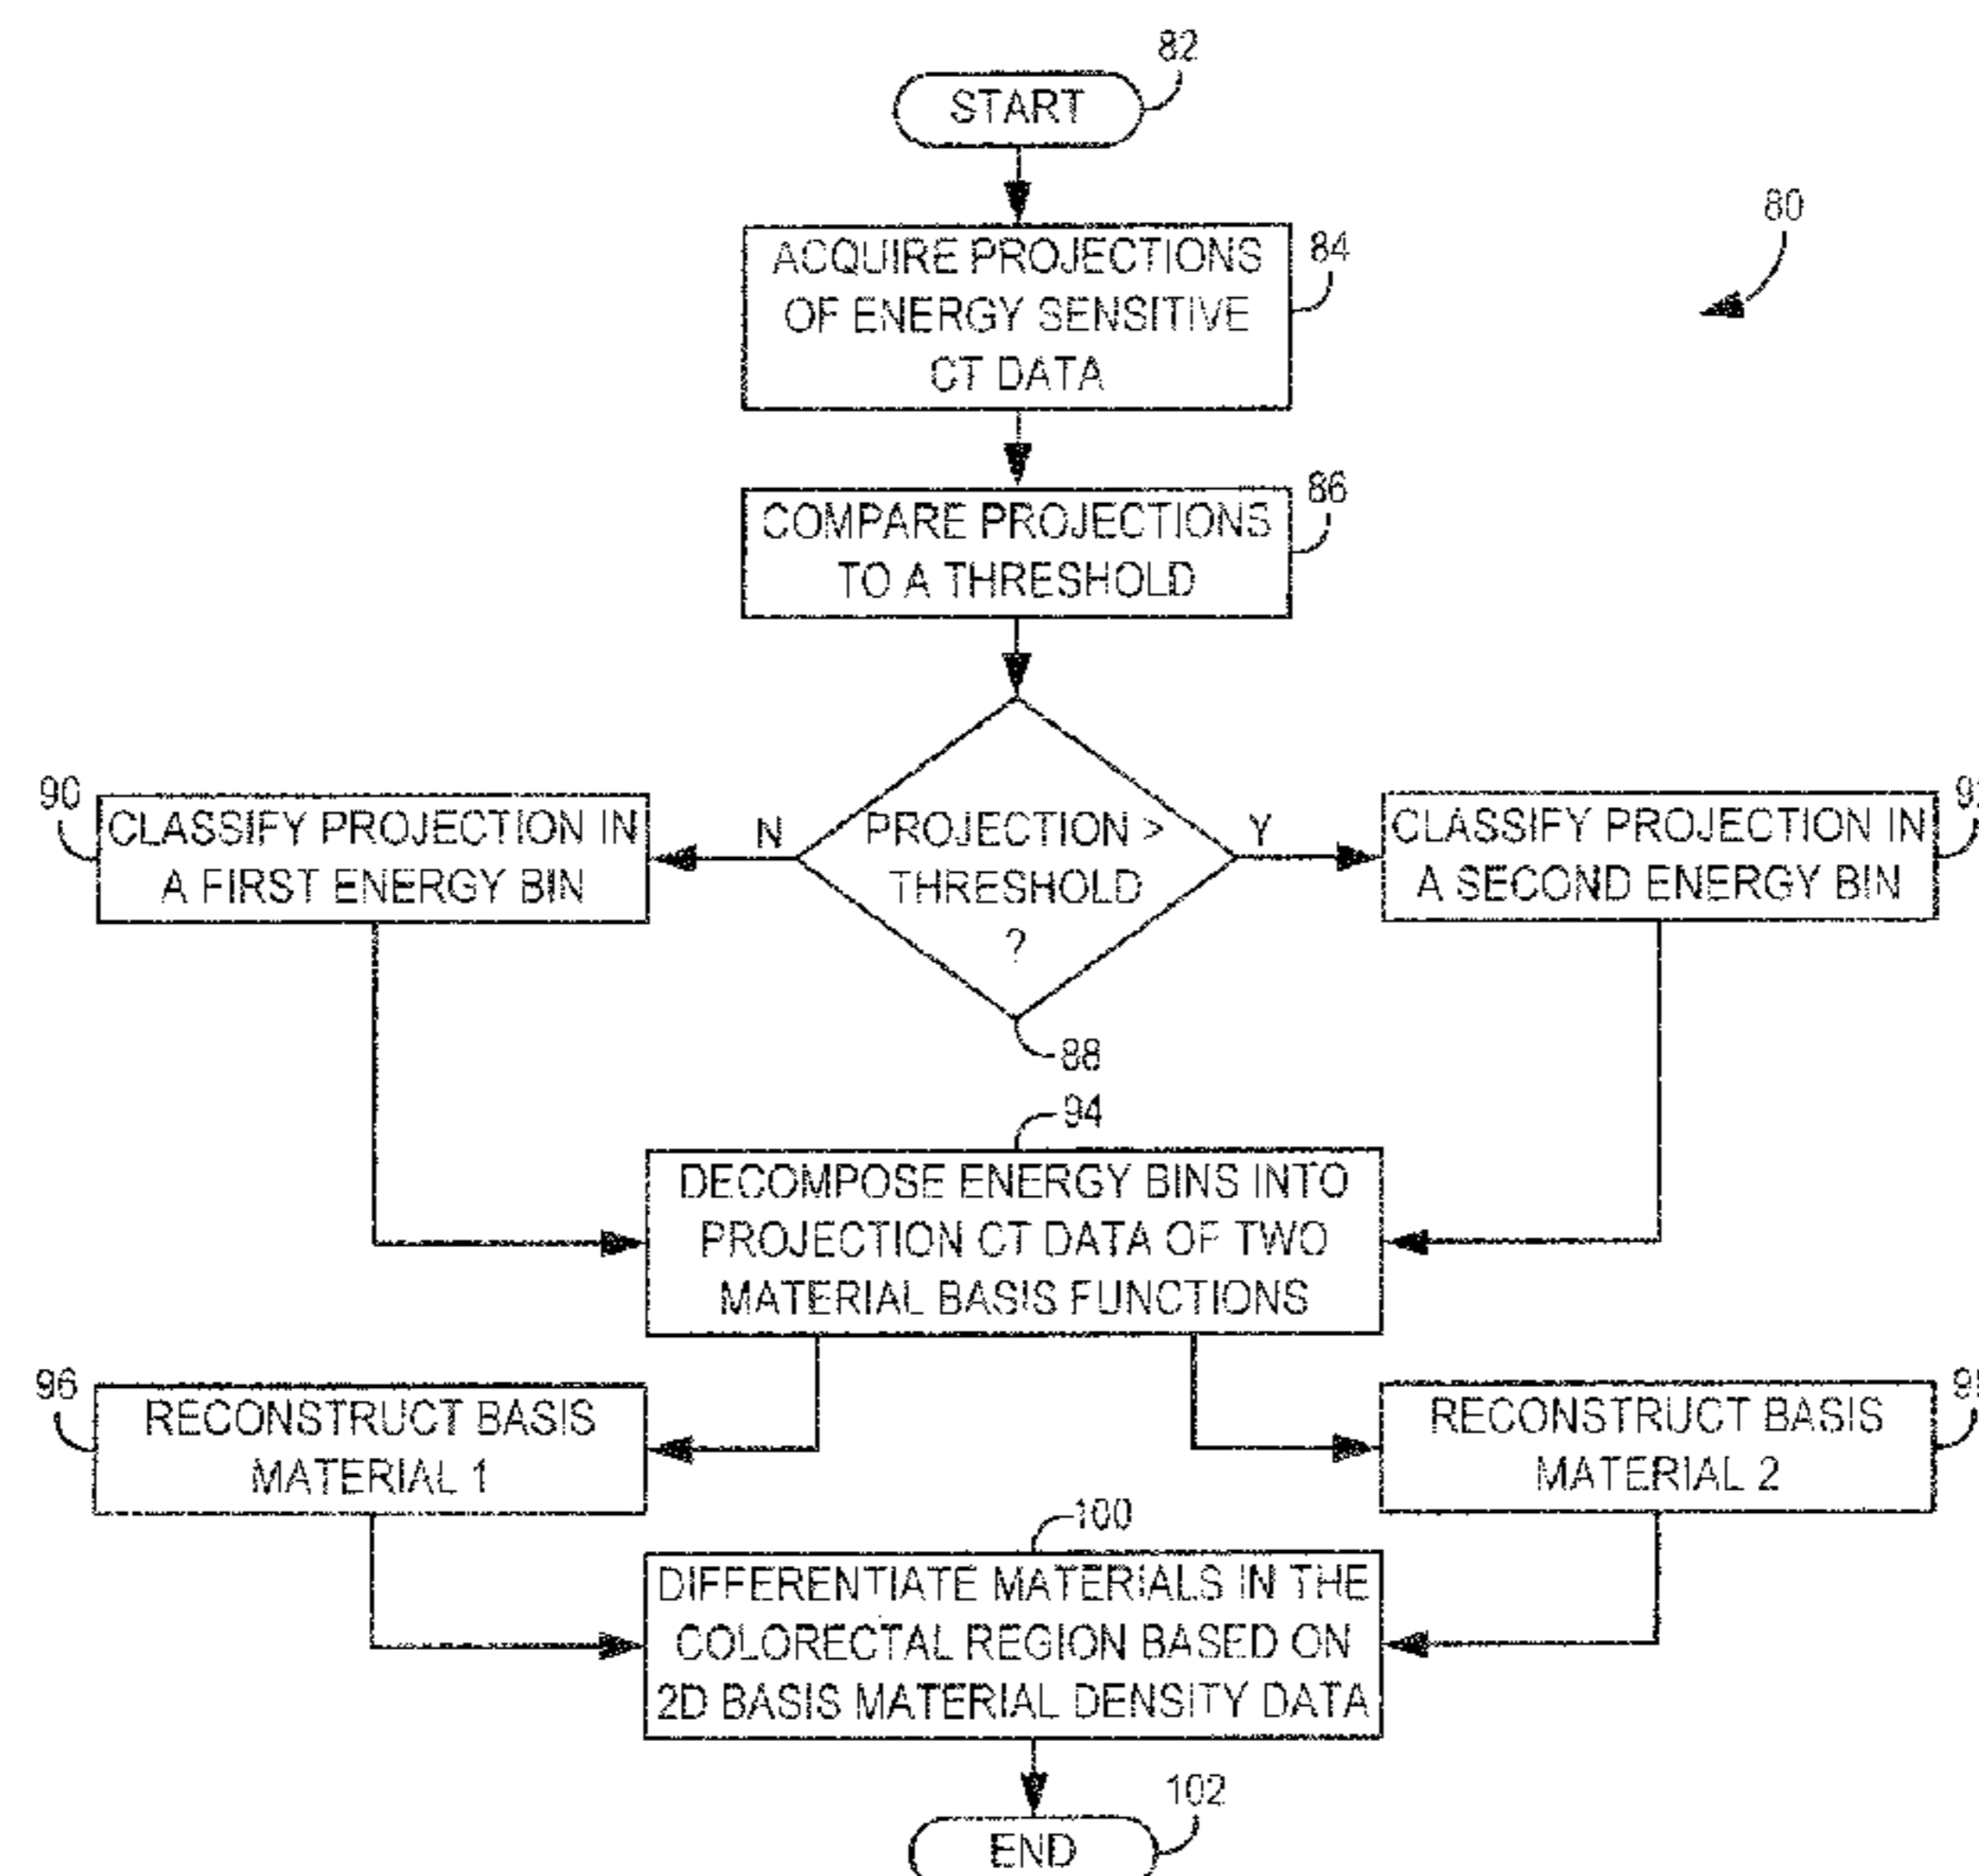 82
START
80
ACQUIRE PROJECTIONS
OF ENERGY SENSITIVE
CT DATA
84
COMPARE PROJECTIONS
TO A THRESHOLD
86
90
CLASSIFY PROJECTION IN
A FIRST ENERGY BIN
N
PROJECTION >
THRESHOLD
?
Y
CLASSIFY PROJECTION IN
A SECOND ENERGY BIN
88
94
DECOMPOSE ENERGY BINS INTO
PROJECTION CT DATA OF TWO
MATERIAL BASIS FUNCTIONS
96
RECONSTRUCT BASIS
MATERIAL 1
RECONSTRUCT BASIS
MATERIAL 2
100
DIFFERENTIATE MATERIALS IN THE
COLORECTAL REGION BASED ON
2D BASIS MATERIAL DENSITY DATA
102
END